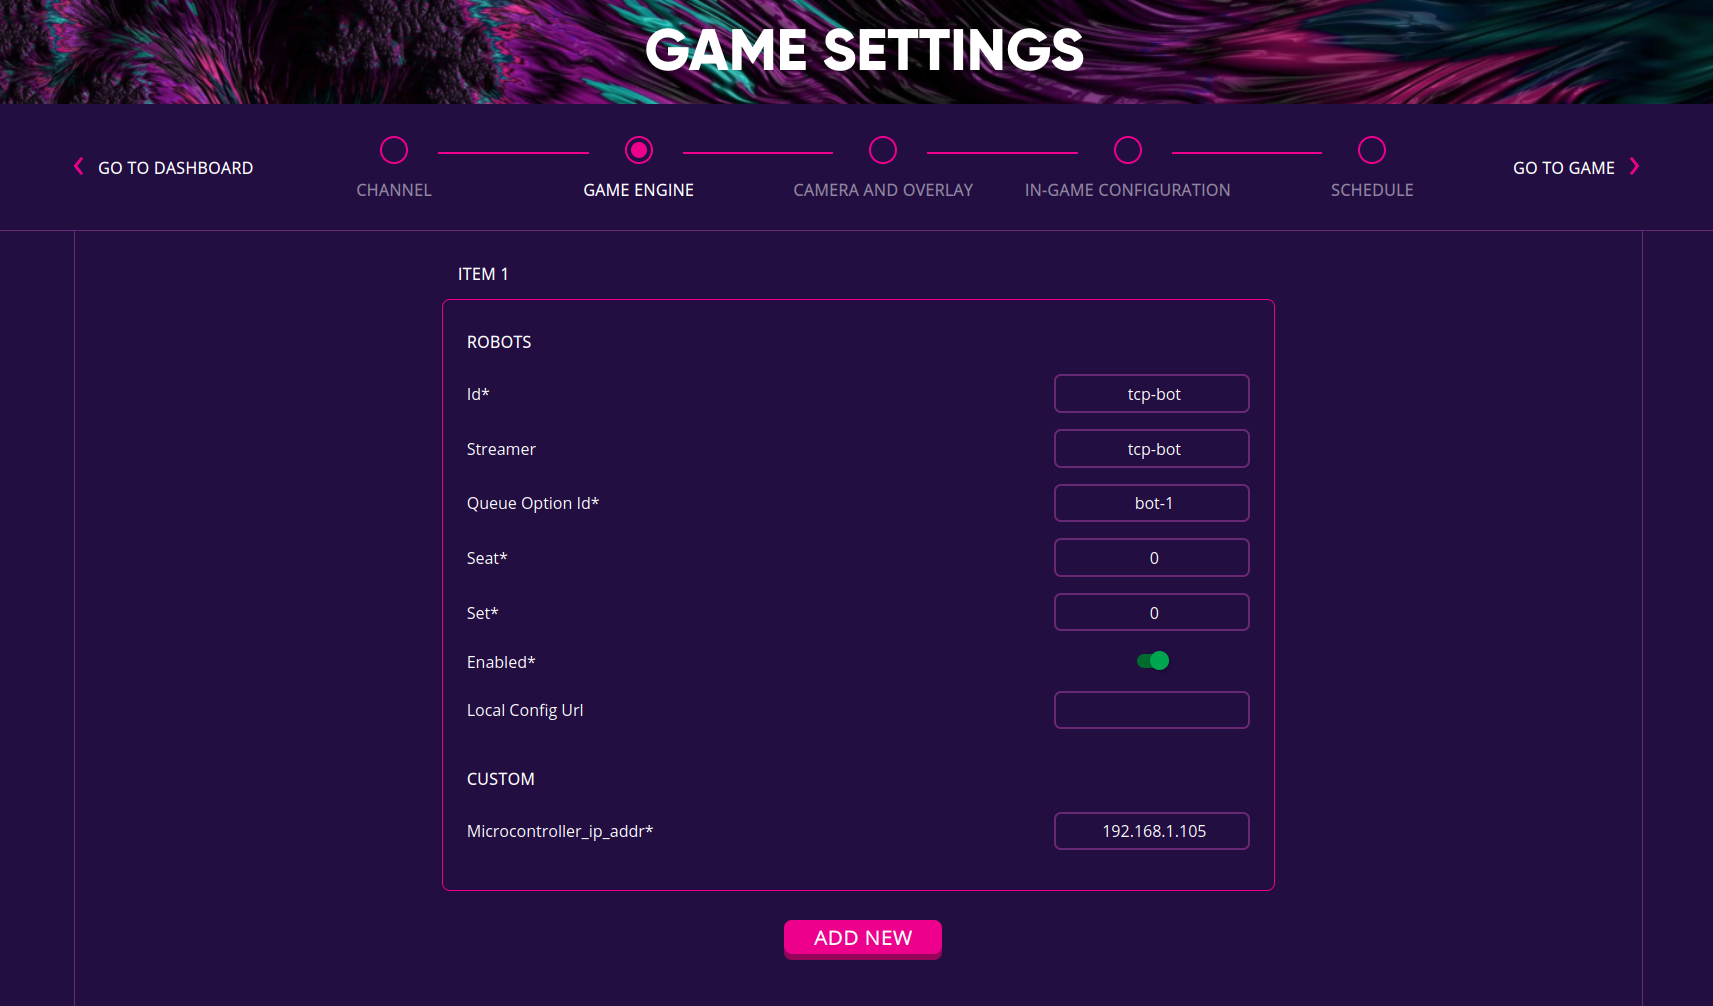 GAME SETTINGS
GO TO DASHBOARD
CHANNEL
GAME ENGINE
CAMERA AND OVERLAY
IN-GAME CONFIGURATION
SCHEDULE
GO TO GAME
ITEM 1
ROBOTS
Id* tcp-bot
Streamer tcp-bot
Queue Option Id* bot-1
Seat* 0
Set* 0
Enabled*
Local Config Url
CUSTOM
Microcontroller_ip_addr* 192.168.1.105
ADD NEW